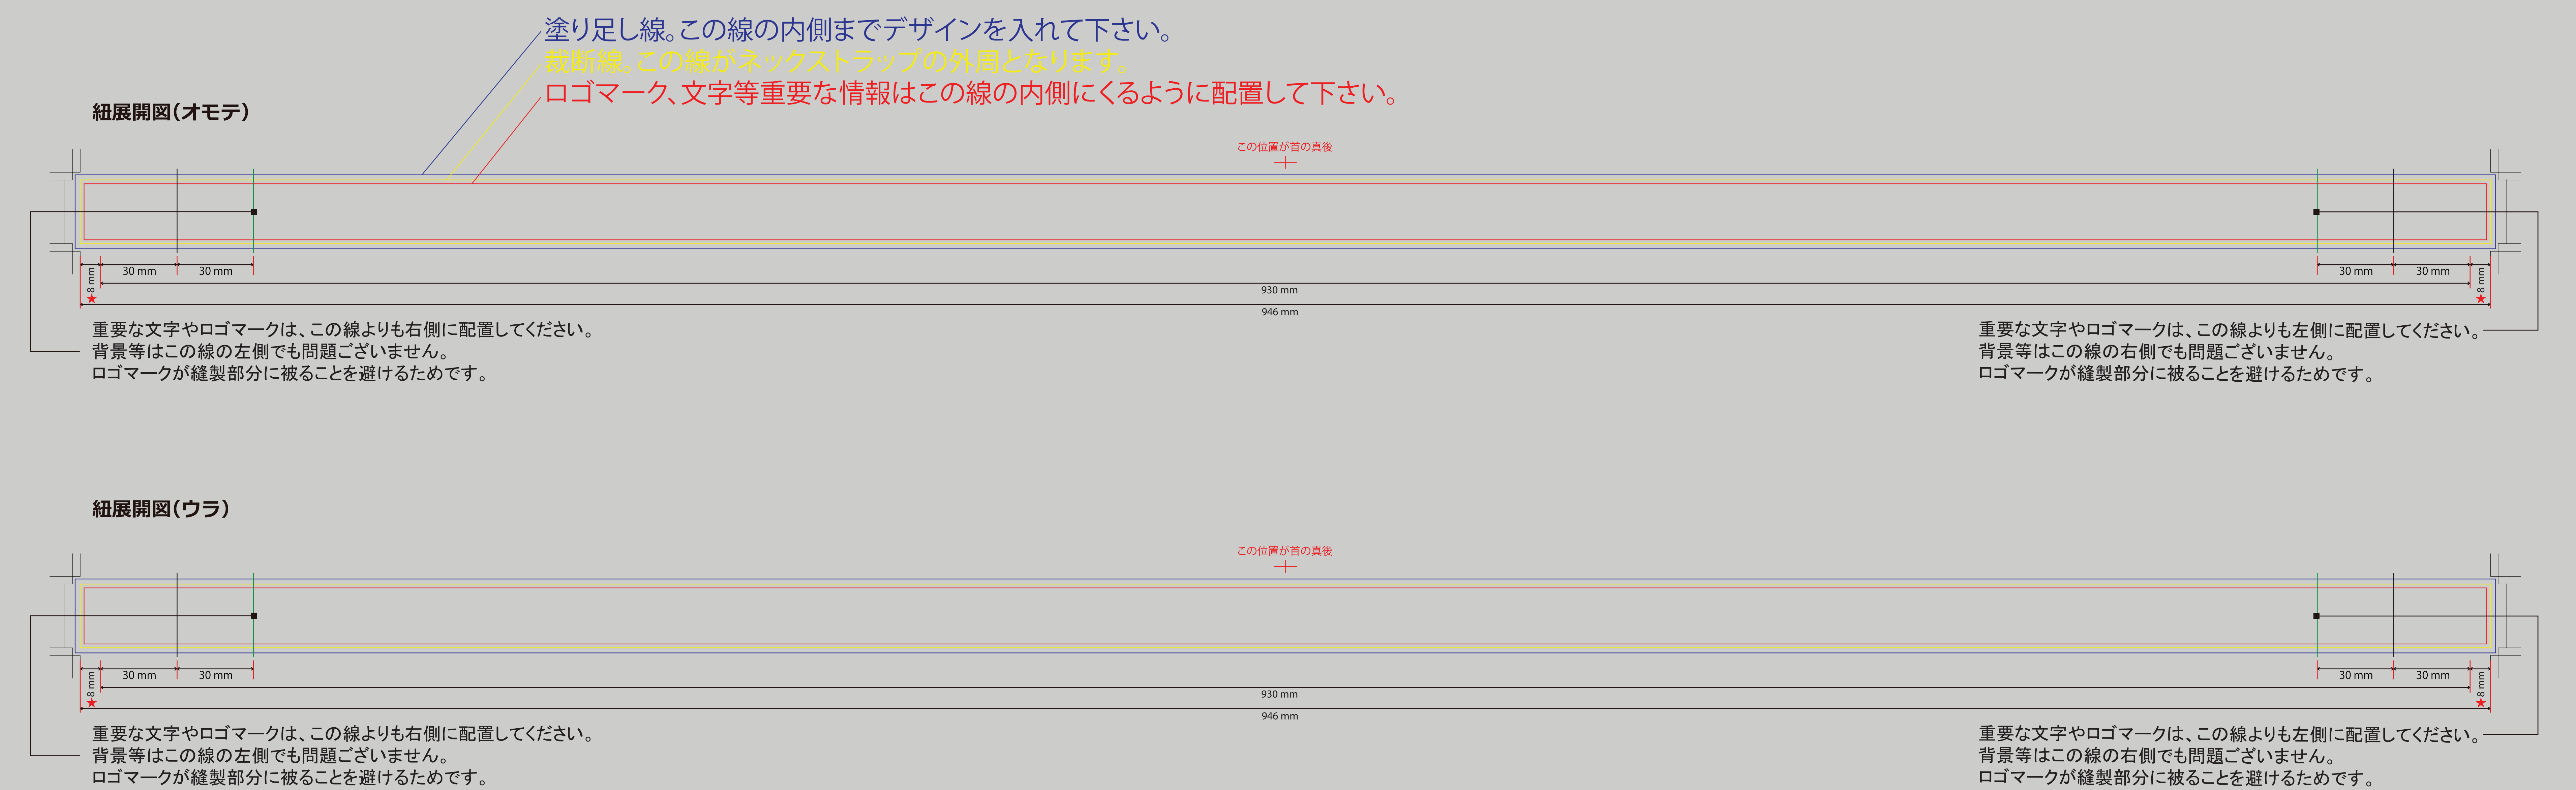 塗り足し線。この線の内側までデザインを入れて下さい。
裁断線。この線がネックストラップの外周となります。
ロゴマーク、文字等重要な情報はこの線の内側にくるように配置して下さい。
紐展開図(オモテ)
この位置が首の真後
8 mm
★
30 mm
30 mm
30 mm
30 mm
8 mm
★
930 mm
946 mm
重要な文字やロゴマークは、この線よりも右側に配置してください。
背景等はこの線の左側でも問題ございません。
ロゴマークが縫製部分に被ることを避けるためです。
重要な文字やロゴマークは、この線よりも左側に配置してください。
背景等はこの線の右側でも問題ございません。
ロゴマークが縫製部分に被ることを避けるためです。
紐展開図(ウラ)
この位置が首の真後
8 mm
★
30 mm
30 mm
30 mm
30 mm
8 mm
★
930 mm
946 mm
重要な文字やロゴマークは、この線よりも右側に配置してください。
背景等はこの線の左側でも問題ございません。
ロゴマークが縫製部分に被ることを避けるためです。
重要な文字やロゴマークは、この線よりも左側に配置してください。
背景等はこの線の右側でも問題ございません。
ロゴマークが縫製部分に被ることを避けるためです。